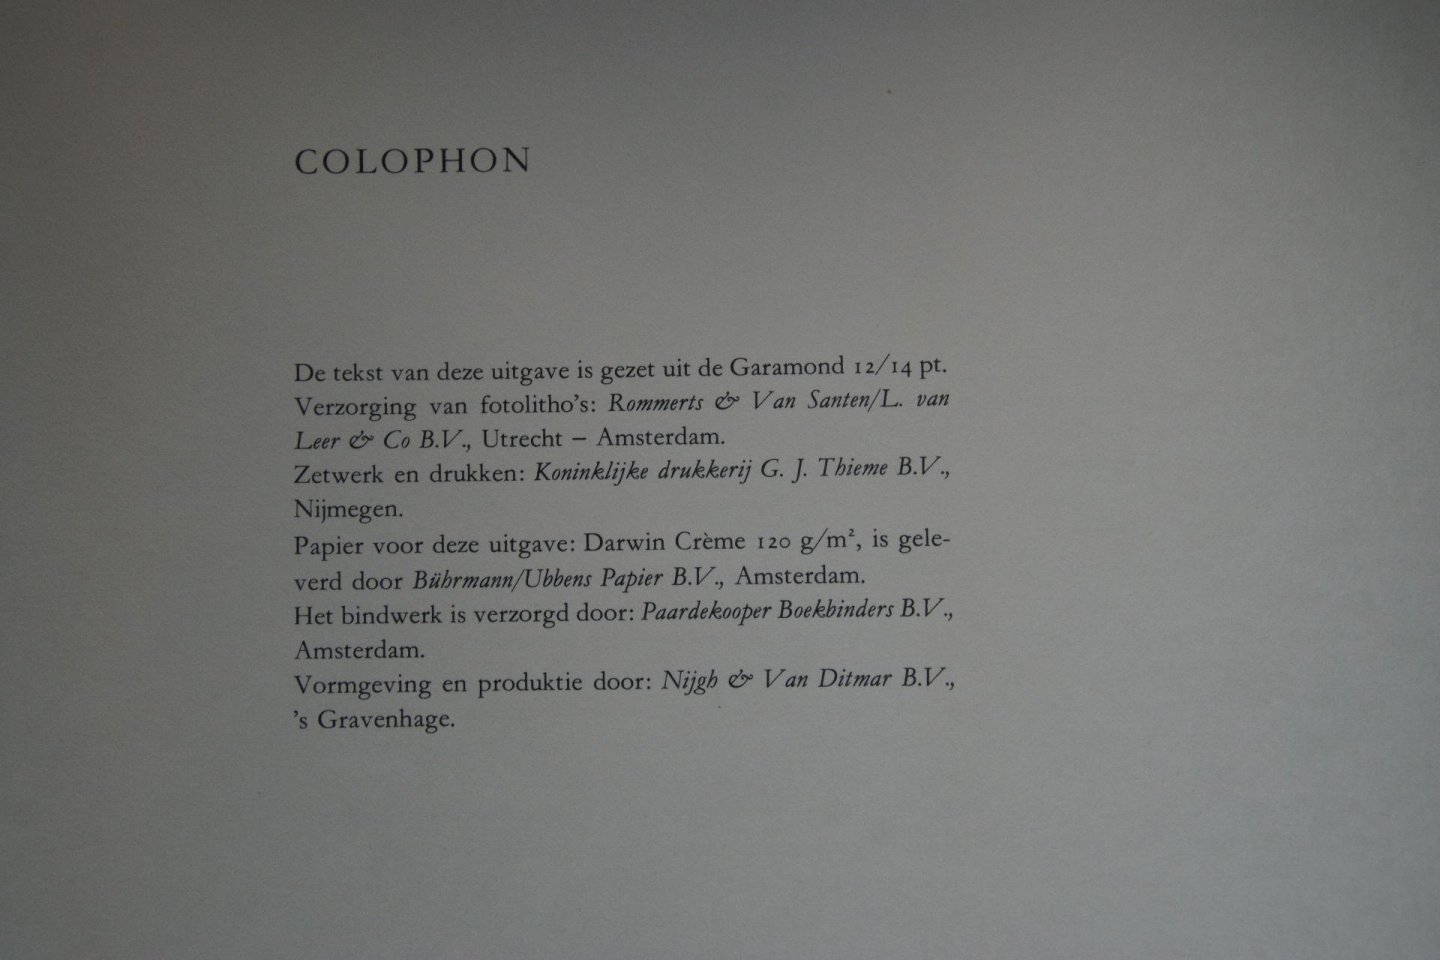 COLOPHON
De tekst van deze uitgave is gezet uit de Garamond 12/14 pt.
Verzorging van fotolitho's: Rommerts & Van Santen/L. van
Leer & Co B.V., Utrecht – Amsterdam.
Zetwerk en drukken: Koninklijke drukkerij G. J. Thieme B.V.,
Nijmegen.
Papier voor deze uitgave: Darwin Crème 120 g/m², is gele-
verd door Bührmann/Ubbens Papier B.V., Amsterdam.
Het bindwerk is verzorgd door: Paardekooper Boekbinders B.V.,
Amsterdam.
Vormgeving en produktie door: Nijgh & Van Ditmar B.V.,
's Gravenhage.